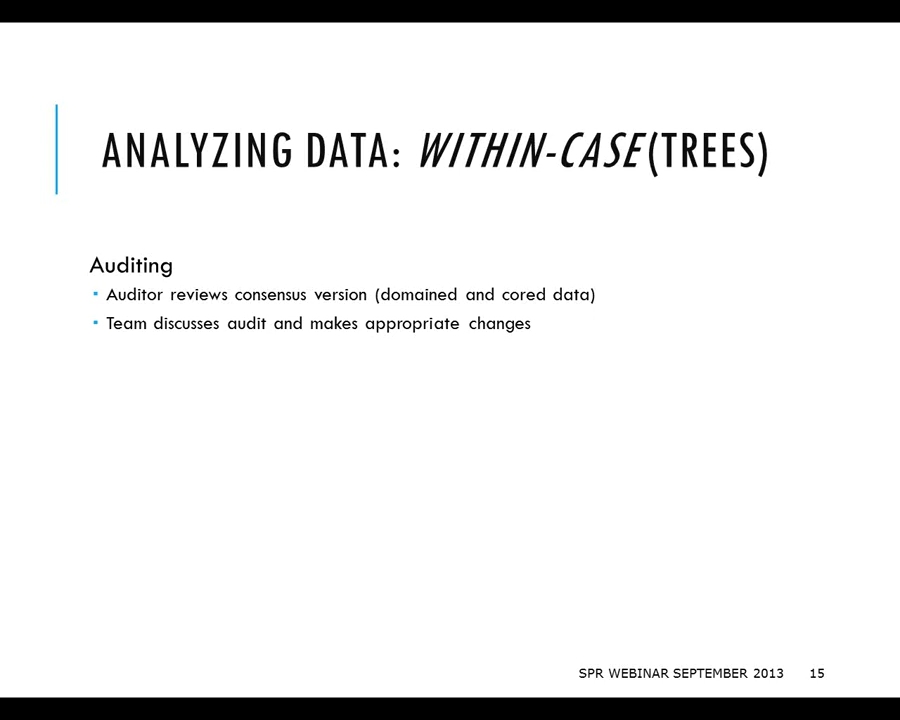 ANALYZING DATA: WITHIN-CASE(TREES)
Auditing
▪ Auditor reviews consensus version (domained and cored data)
▪ Team discusses audit and makes appropriate changes
SPR WEBINAR SEPTEMBER 2013 15